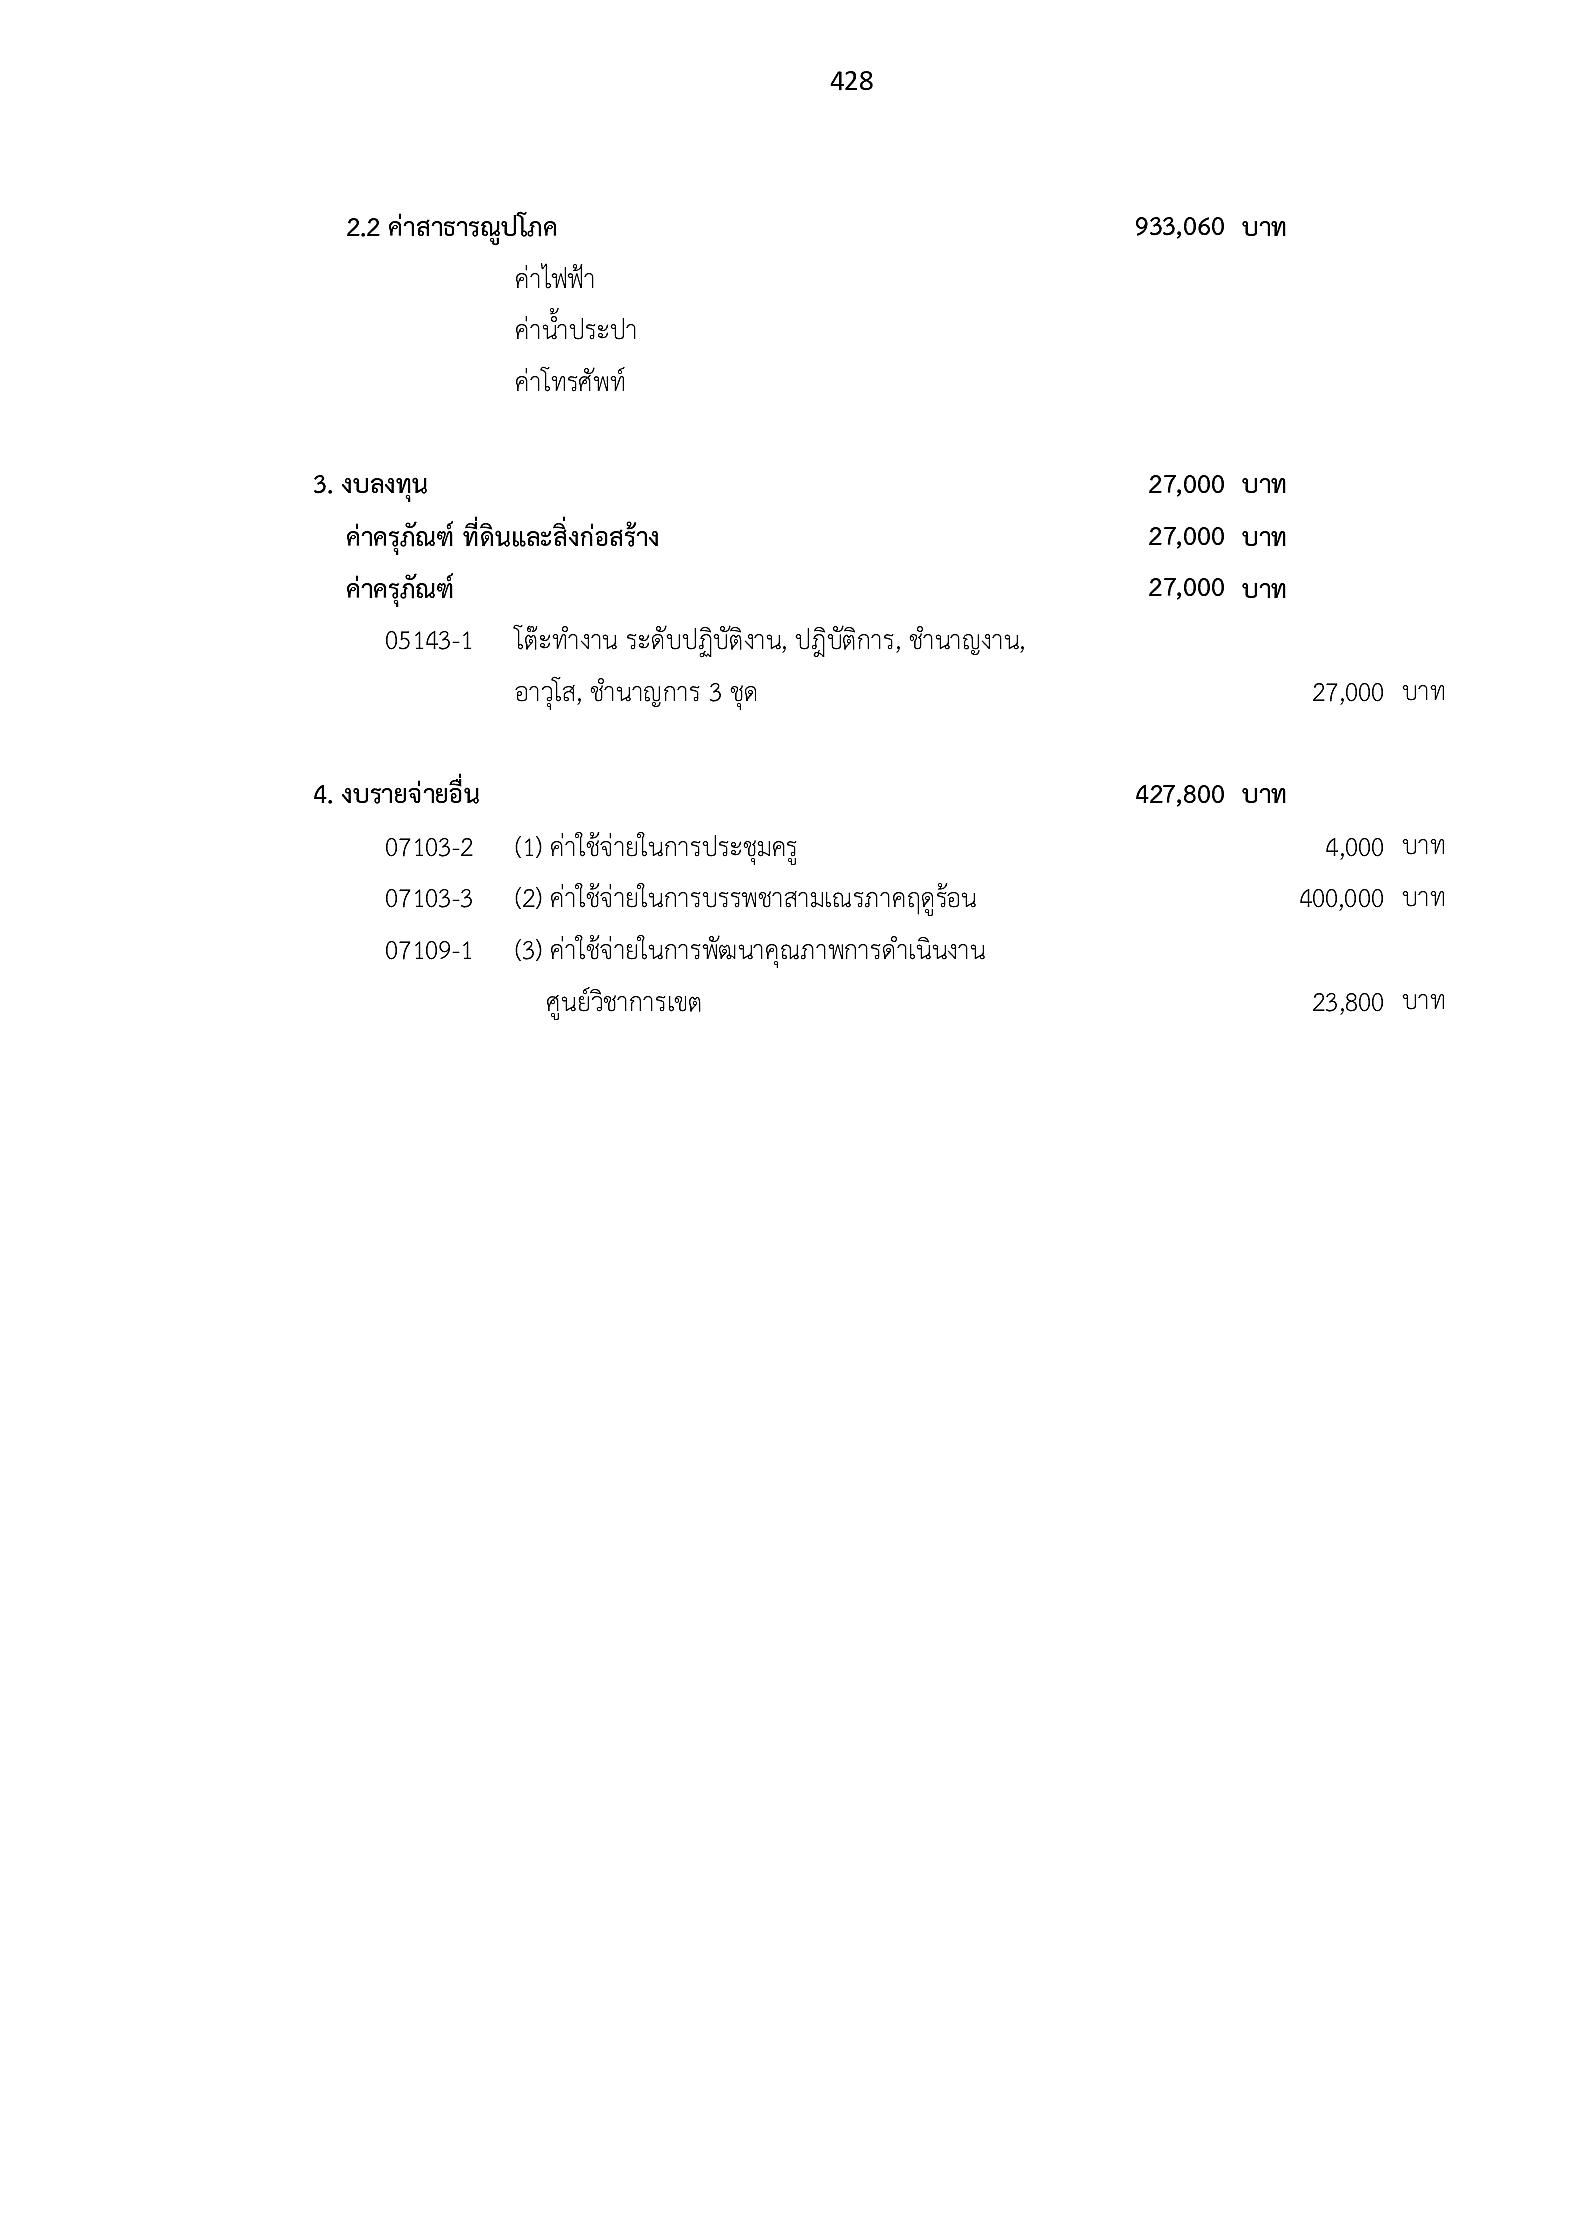 428
2.2 ค่าสาธารณูปโภค 933,060 บาท
ค่าไฟฟ้า
ค่าน้ำประปา
ค่าโทรศัพท์
3. งบลงทุน 27,000 บาท
ค่าครุภัณฑ์ ที่ดินและสิ่งก่อสร้าง 27,000 บาท
ค่าครุภัณฑ์ 27,000 บาท
05143-1 โต๊ะทำงาน ระดับปฏิบัติงาน, ปฎิบัติการ, ชำนาญงาน,
อาวุโส, ชำนาญการ 3 ชุด 27,000 บาท
4. งบรายจ่ายอื่น 427,800 บาท
07103-2 (1) ค่าใช้จ่ายในการประชุมครู 4,000 บาท
07103-3 (2) ค่าใช้จ่ายในการบรรพชาสามเณรภาคฤดูร้อน 400,000 บาท
07109-1 (3) ค่าใช้จ่ายในการพัฒนาคุณภาพการดำเนินงาน
ศูนย์วิชาการเขต 23,800 บาท